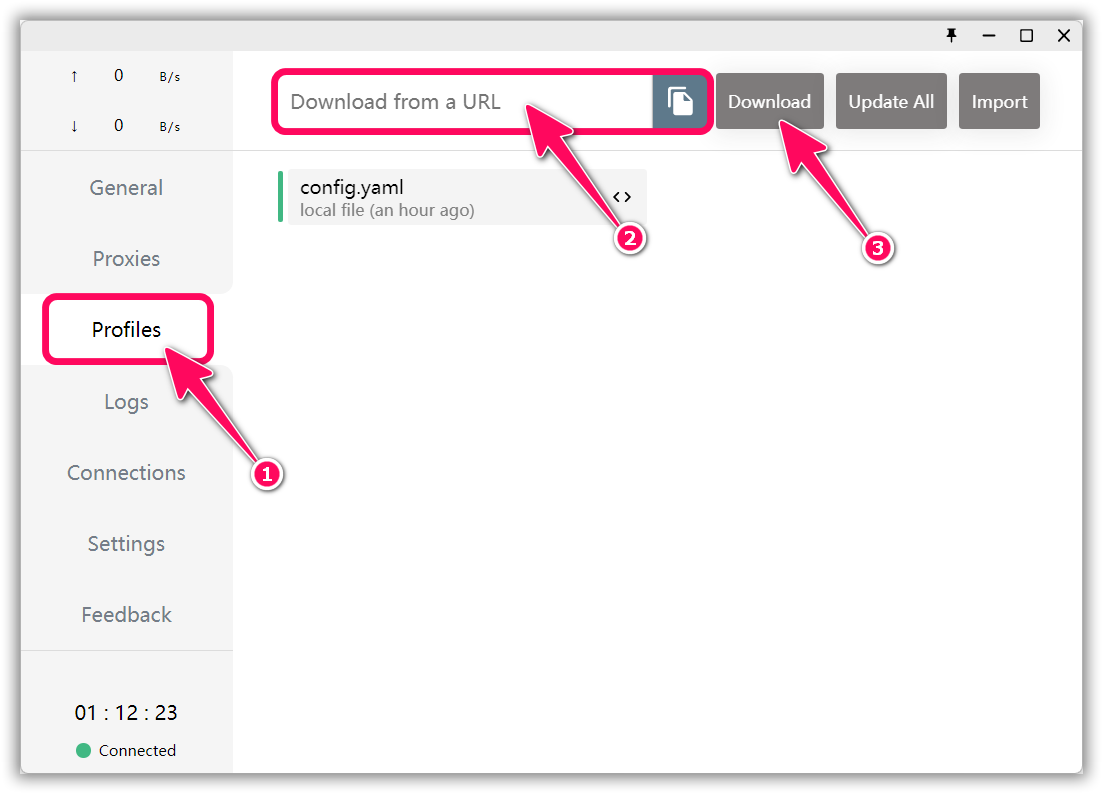 ↑ 0 B/s
↓ 0 B/s
Download from a URL
Download
Update All
Import
General
Proxies
Profiles
Logs
Connections
Settings
Feedback
config.yaml
local file (an hour ago)
<>
1
2
3
01 : 12 : 23
Connected